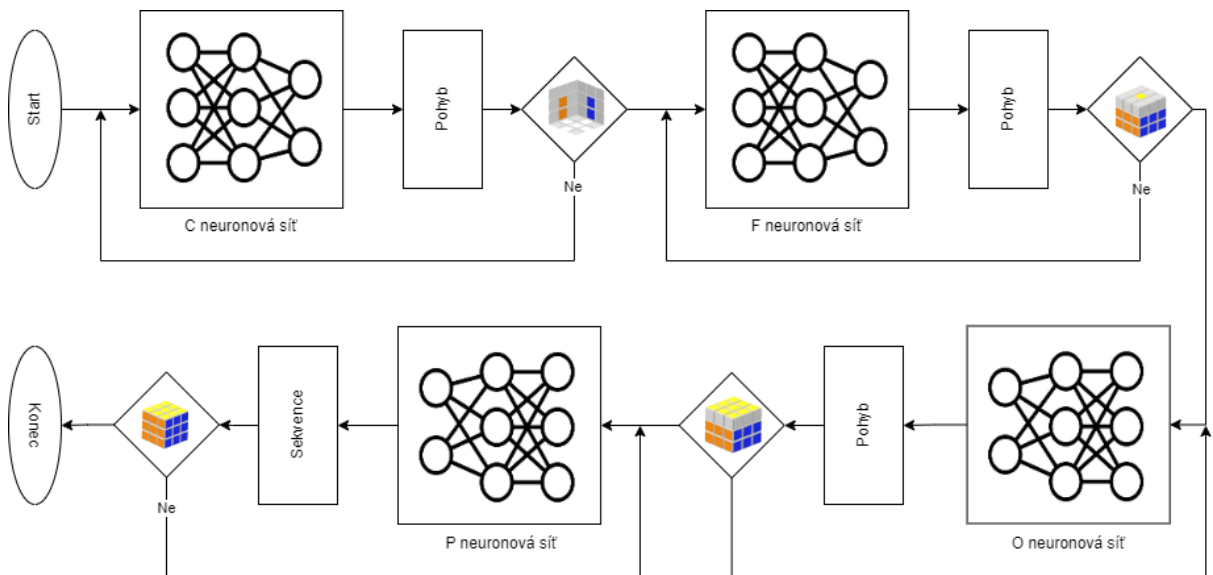 Start
C neuronová síť
Pohyb
Ne
F neuronová síť
Pohyb
Ne
Konec
Ne
Sekvence
P neuronová síť
Pohyb
O neuronová síť